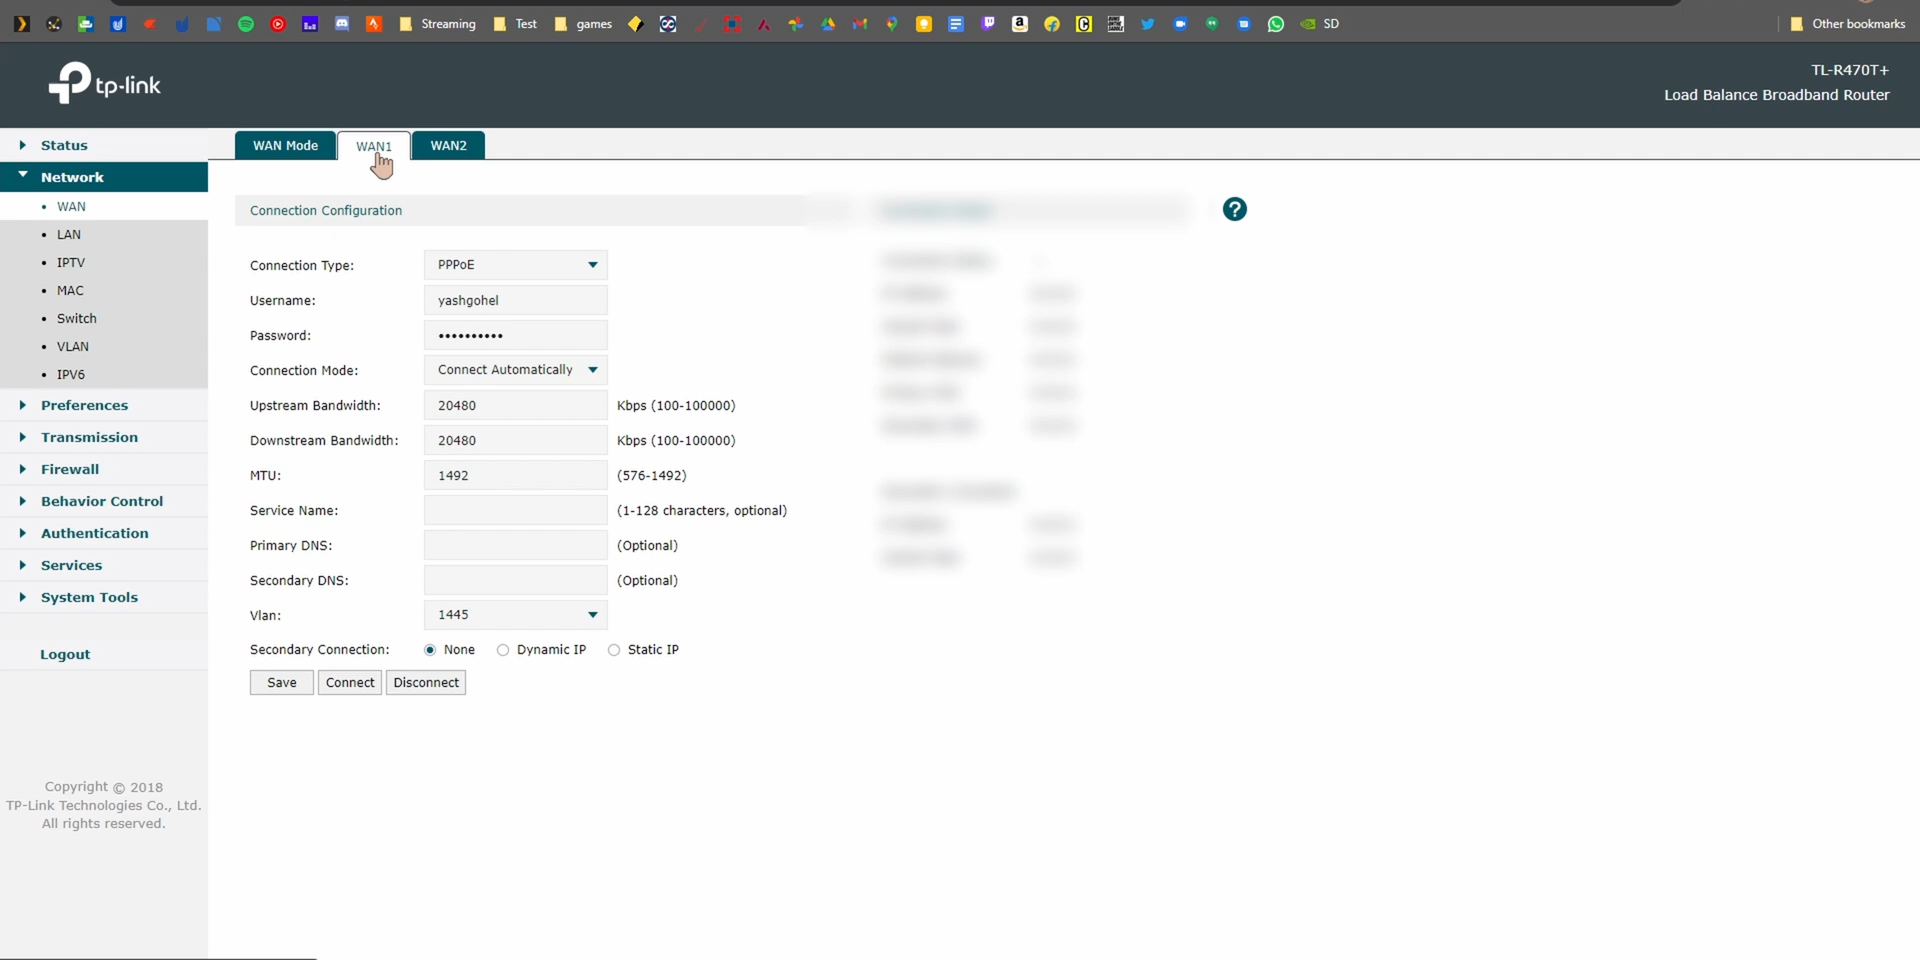 Streaming Test games SD Other bookmarks
tp-link
TL-R470T+
Load Balance Broadband Router
Status
Network
WAN
LAN
IPTV
MAC
Switch
VLAN
IPV6
Preferences
Transmission
Firewall
Behavior Control
Authentication
Services
System Tools
Logout
Copyright © 2018
TP-Link Technologies Co., Ltd.
All rights reserved.
WAN Mode WAN1 WAN2
Connection Configuration ?
Connection Type: PPPoE
Username: yashgohel
Password: ••••••••••
Connection Mode: Connect Automatically
Upstream Bandwidth: 20480 Kbps (100-100000)
Downstream Bandwidth: 20480 Kbps (100-100000)
MTU: 1492 (576-1492)
Service Name: (1-128 characters, optional)
Primary DNS: (Optional)
Secondary DNS: (Optional)
Vlan: 1445
Secondary Connection: None Dynamic IP Static IP
Save Connect Disconnect